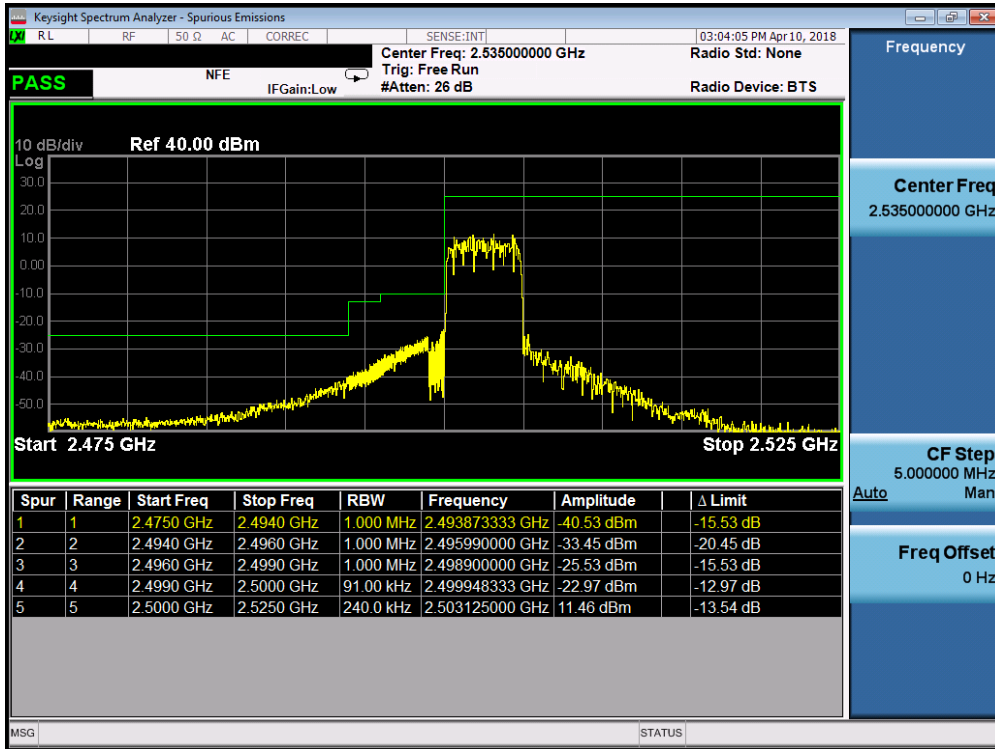 Keysight Spectrum Analyzer - Spurious Emissions
LXI RL RF 50 Ω AC CORREC SENSE:INT 03:04:05 PM Apr 10, 2018
Center Freq: 2.535000000 GHz Radio Std: None
Trig: Free Run
PASS NFE IFGain:Low #Atten: 26 dB Radio Device: BTS
10 dB/div Ref 40.00 dBm
Log
30.0
20.0
10.0
0.00
-10.0
-20.0
-30.0
-40.0
-50.0
Start 2.475 GHz Stop 2.525 GHz
Spur Range Start Freq Stop Freq RBW Frequency Amplitude Δ Limit
1 1 2.4750 GHz 2.4940 GHz 1.000 MHz 2.493873333 GHz -40.53 dBm -15.53 dB
2 2 2.4940 GHz 2.4960 GHz 1.000 MHz 2.495990000 GHz -33.45 dBm -20.45 dB
3 3 2.4960 GHz 2.4990 GHz 1.000 MHz 2.498900000 GHz -25.53 dBm -15.53 dB
4 4 2.4990 GHz 2.5000 GHz 91.00 kHz 2.499948333 GHz -22.97 dBm -12.97 dB
5 5 2.5000 GHz 2.5250 GHz 240.0 kHz 2.503125000 GHz 11.46 dBm -13.54 dB
Frequency
Center Freq
2.535000000 GHz
CF Step
5.000000 MHz
Auto Man
Freq Offset
0 Hz
MSG STATUS